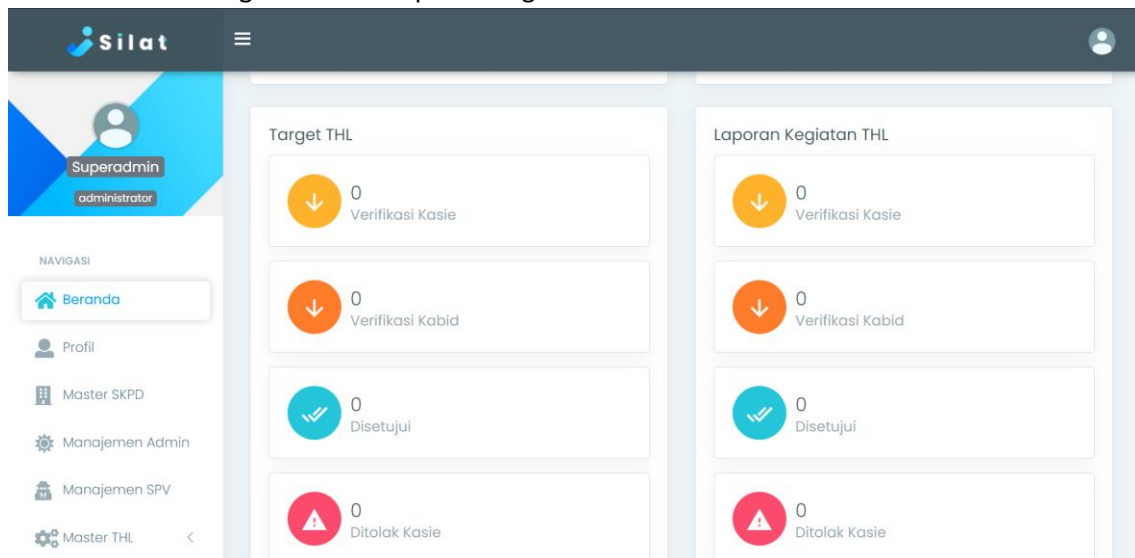 Silat
Superadmin
administrator
NAVIGASI
Beranda
Profil
Master SKPD
Manajemen Admin
Manajemen SPV
Master THL
Target THL
0
Verifikasi Kasie
0
Verifikasi Kabid
0
Disetujui
0
Ditolak Kasie
Laporan Kegiatan THL
0
Verifikasi Kasie
0
Verifikasi Kabid
0
Disetujui
0
Ditolak Kasie